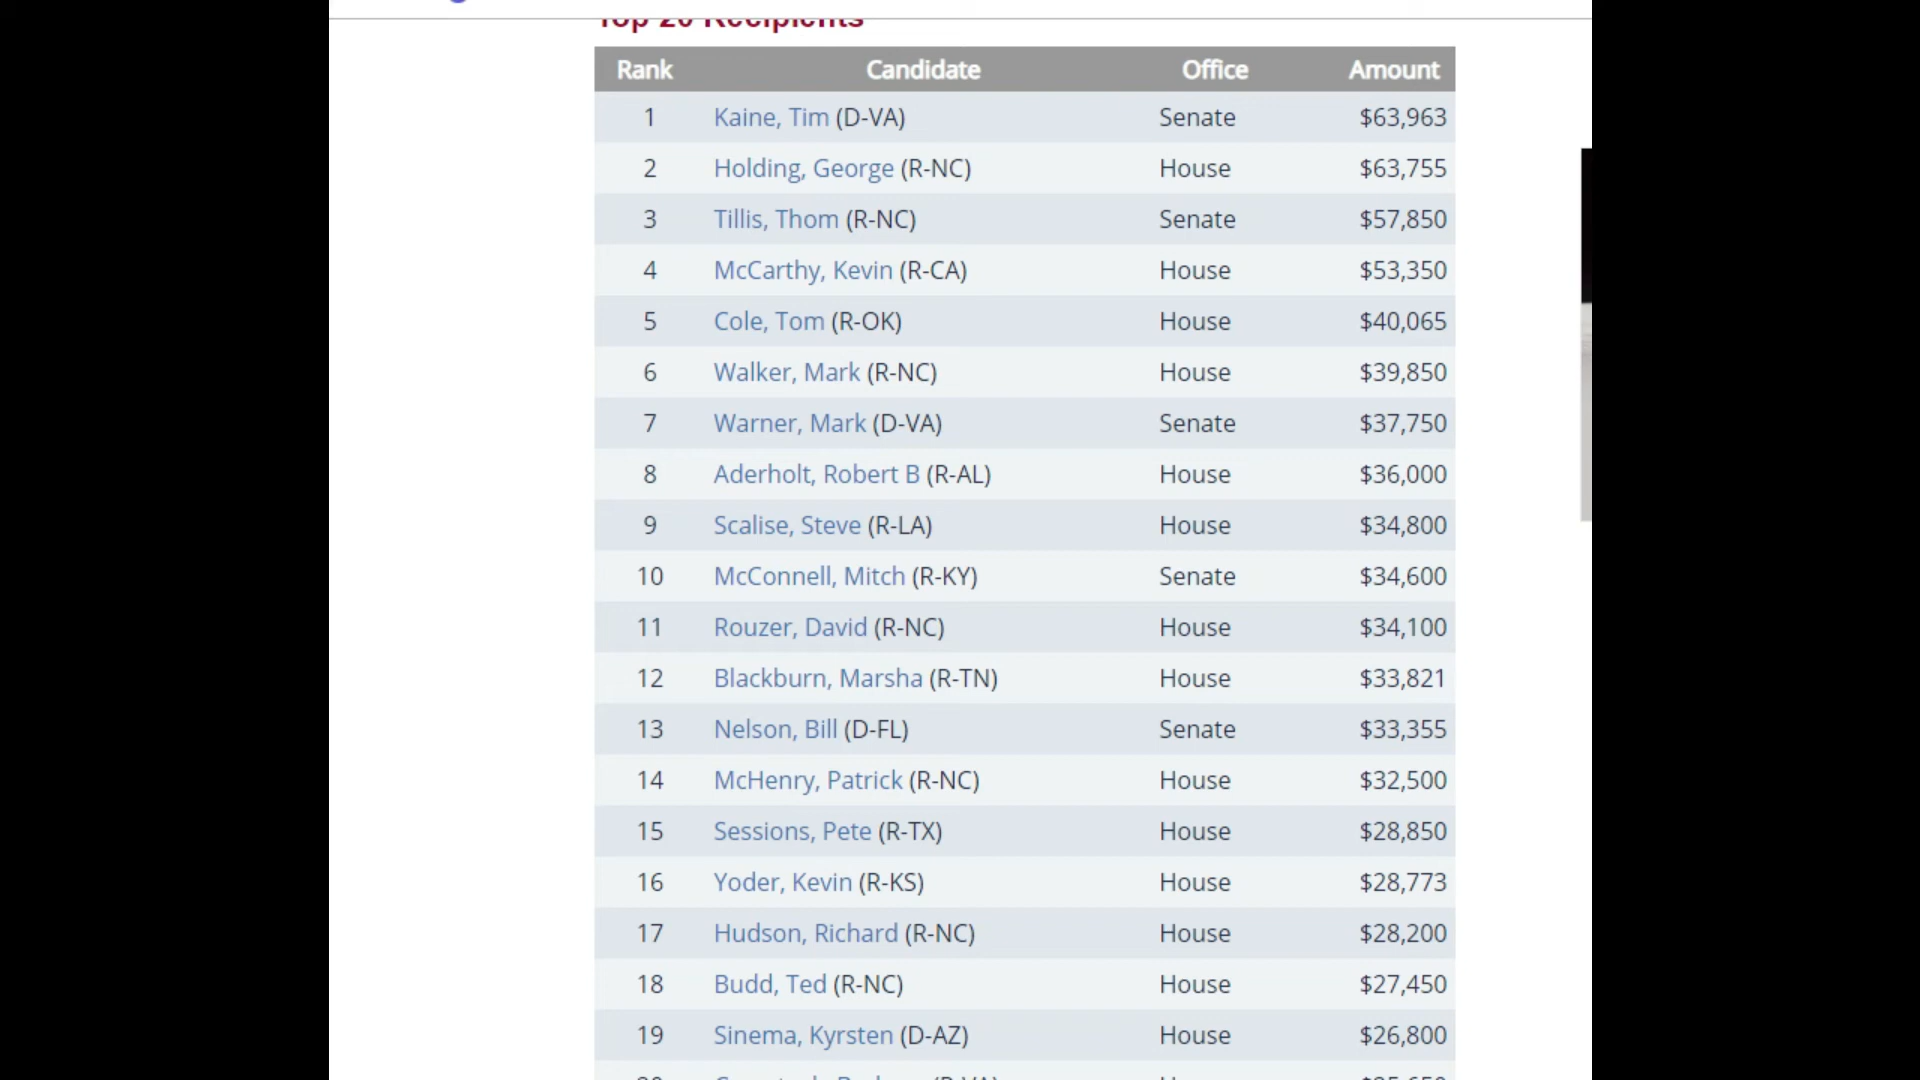 Top 20 Recipients
Rank Candidate Office Amount
1 Kaine, Tim (D-VA) Senate $63,963
2 Holding, George (R-NC) House $63,755
3 Tillis, Thom (R-NC) Senate $57,850
4 McCarthy, Kevin (R-CA) House $53,350
5 Cole, Tom (R-OK) House $40,065
6 Walker, Mark (R-NC) House $39,850
7 Warner, Mark (D-VA) Senate $37,750
8 Aderholt, Robert B (R-AL) House $36,000
9 Scalise, Steve (R-LA) House $34,800
10 McConnell, Mitch (R-KY) Senate $34,600
11 Rouzer, David (R-NC) House $34,100
12 Blackburn, Marsha (R-TN) House $33,821
13 Nelson, Bill (D-FL) Senate $33,355
14 McHenry, Patrick (R-NC) House $32,500
15 Sessions, Pete (R-TX) House $28,850
16 Yoder, Kevin (R-KS) House $28,773
17 Hudson, Richard (R-NC) House $28,200
18 Budd, Ted (R-NC) House $27,450
19 Sinema, Kyrsten (D-AZ) House $26,800